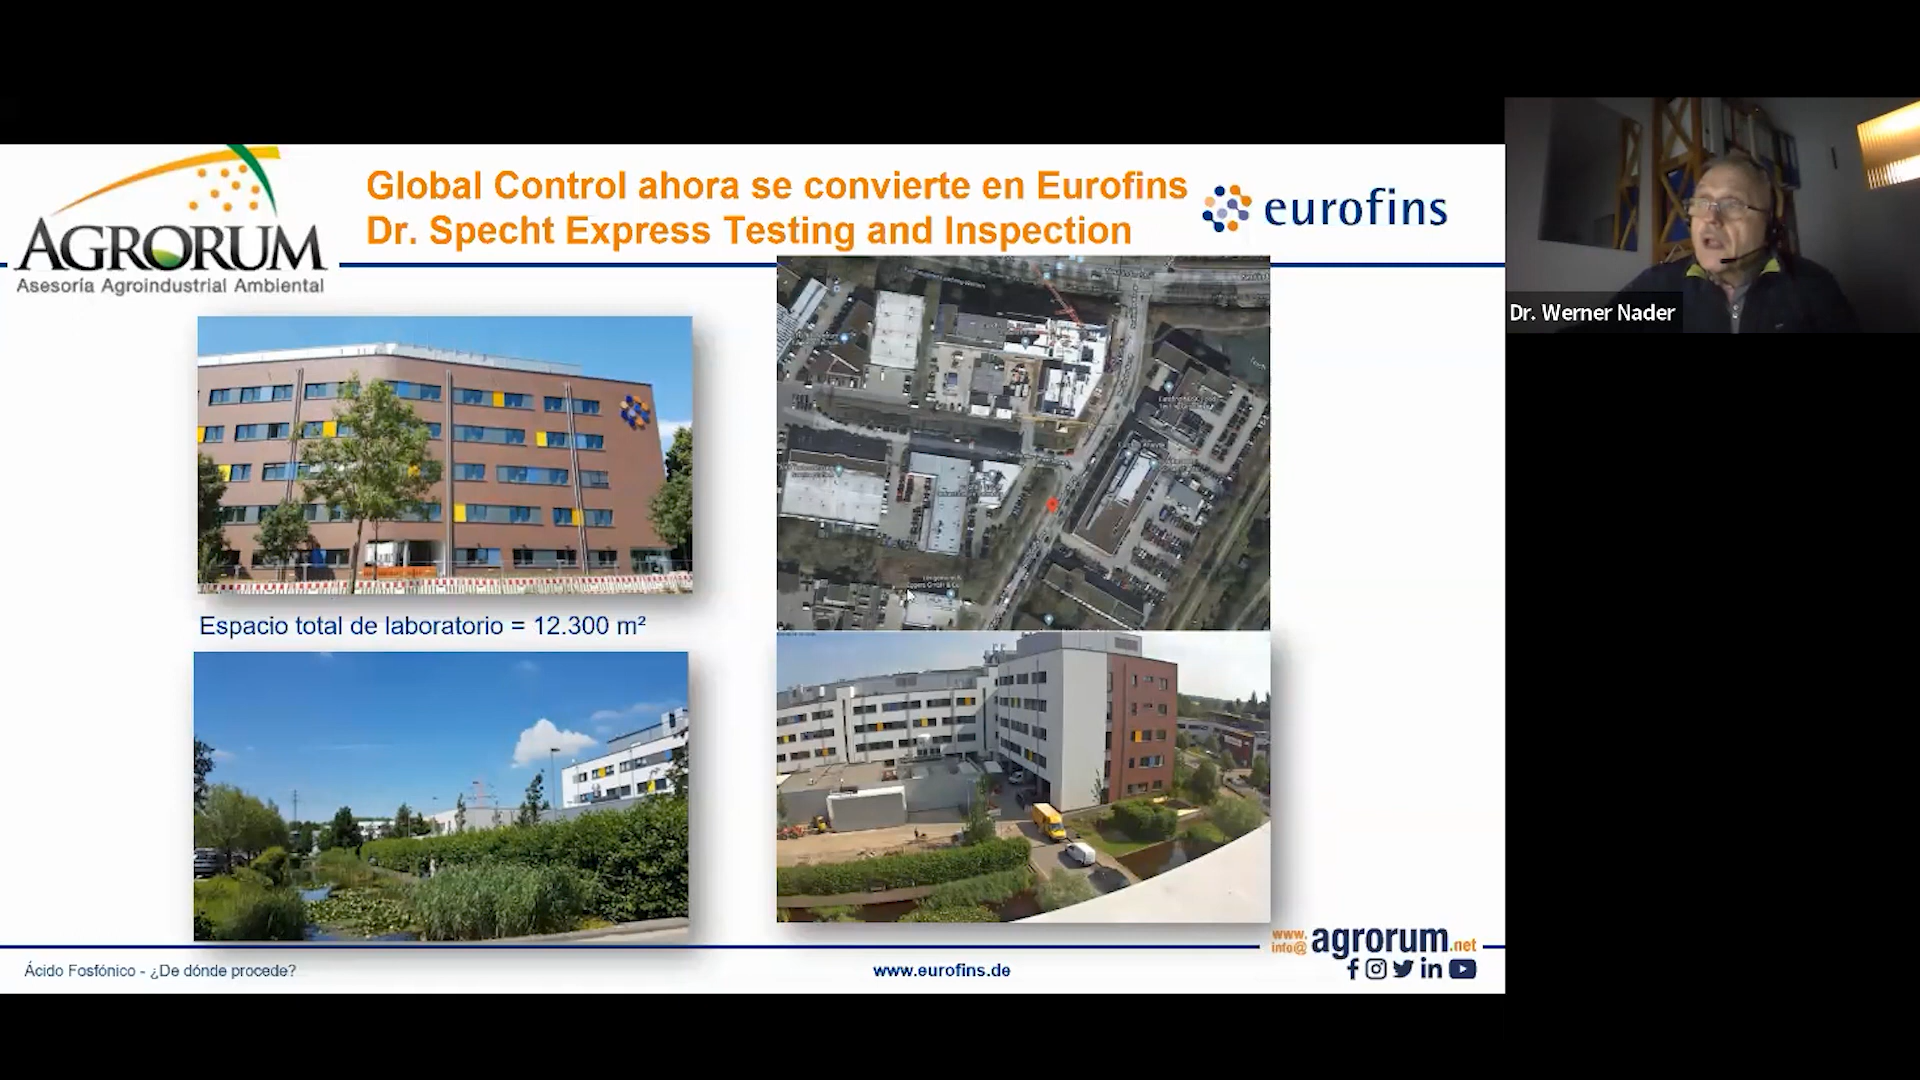 AGRORUM
Asesoría Agroindustrial Ambiental
Global Control ahora se convierte en Eurofins
Dr. Specht Express Testing and Inspection
eurofins
Dr. Werner Nader
Espacio total de laboratorio = 12.300 m²
Ácido Fosfónico - ¿De dónde procede?
www.eurofins.de
www.
info@
agrorum.net